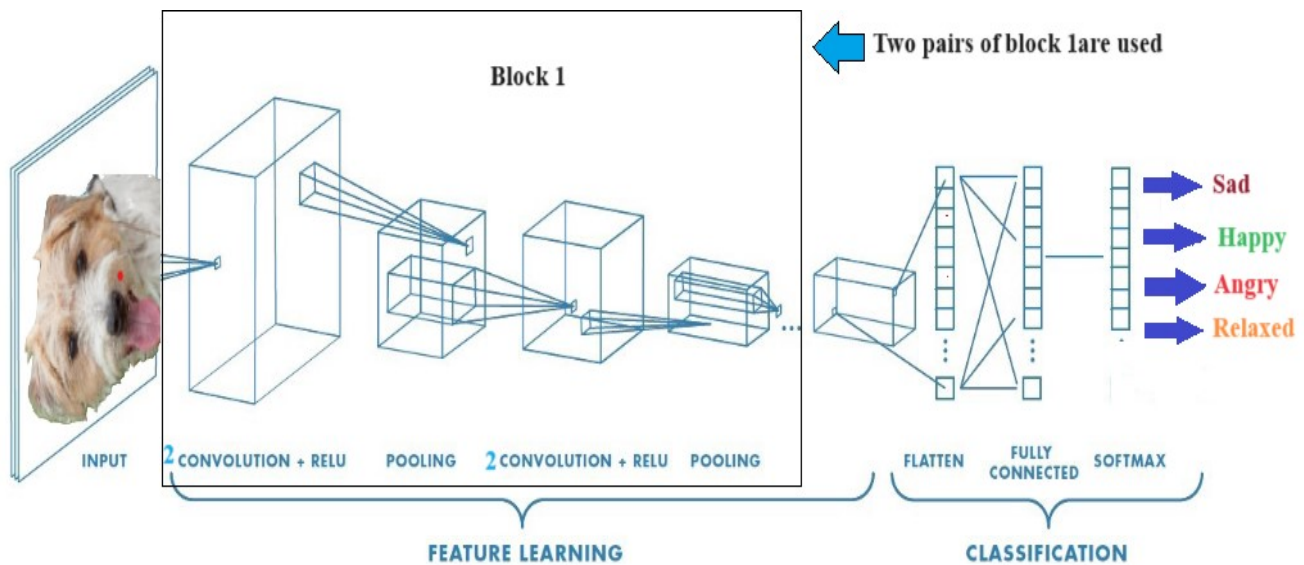 Two pairs of block 1are used
Block 1
Sad
Happy
Angry
Relaxed
INPUT
2 CONVOLUTION + RELU
POOLING
2 CONVOLUTION + RELU
POOLING
FLATTEN
FULLY
CONNECTED
SOFTMAX
FEATURE LEARNING
CLASSIFICATION